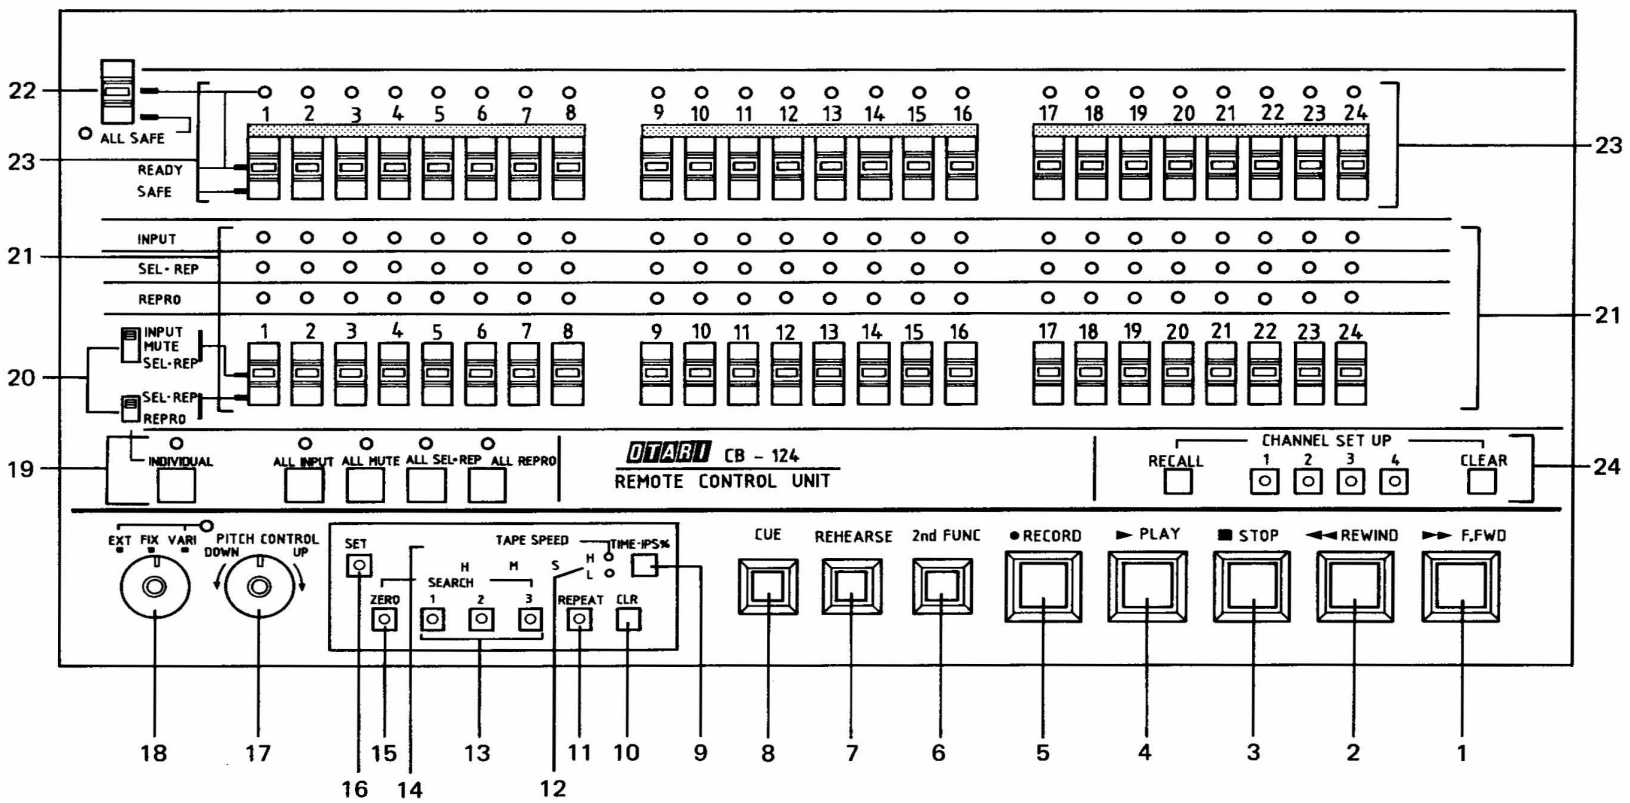 22
ALL SAFE
1 2 3 4 5 6 7 8 9 10 11 12 13 14 15 16 17 18 19 20 21 22 23 24
23
READY
SAFE
23
INPUT
21
SEL-REP
REPRO
21
1 2 3 4 5 6 7 8 9 10 11 12 13 14 15 16 17 18 19 20 21 22 23 24
INPUT
MUTE
SEL-REP
20
SEL-REP
REPRO
19
INDIVIDUAL
ALL INPUT ALL MUTE ALL SEL-REP ALL REPRO
OTARI CB - 124
REMOTE CONTROL UNIT
CHANNEL SET UP
RECALL 1 2 3 4 CLEAR
24
EXT FIX VARI
PITCH CONTROL
DOWN UP
SET
TAPE SPEED
TIME-IPS%
H M S H
L
SEARCH
ZERO 1 2 3 REPEAT CLR
CUE REHEARSE 2nd FUNC ●RECORD ►PLAY ■STOP ◄◄REWIND ►►F.FWD
18 17 15 13 11 10 9 8 7 6 5 4 3 2 1
16 14 12